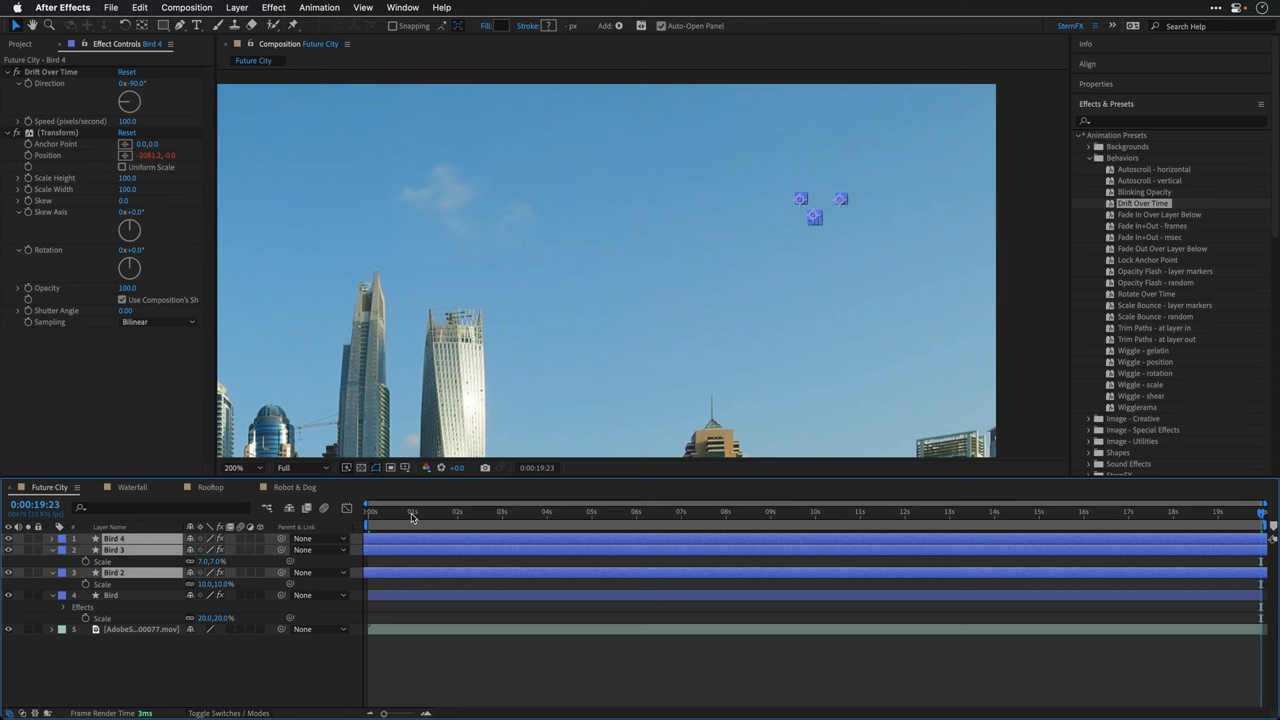 After Effects File Edit Composition Layer Effect Animation View Window Help
Snapping Fill: Stroke: ? - px Add: Auto-Open Panel SternFX Search Help
Project Effect Controls Bird 4
Future City - Bird 4
fx Drift Over Time Reset
Direction 0x-90.0°
Speed (pixels/second) 100.0
fx (Transform) Reset
Anchor Point 0.0,0.0
Position -2081.2,-0.0
Uniform Scale
Scale Height 100.0
Scale Width 100.0
Skew 0.0
Skew Axis 0x+0.0°
Rotation 0x+0.0°
Opacity 100.0
Use Composition's Sh
Shutter Angle 0.00
Sampling Bilinear
Composition Future City
Future City
200% Full +0.0 0:00:19:23
Info
Align
Properties
Effects & Presets
* Animation Presets
Backgrounds
Behaviors
Autoscroll - horizontal
Autoscroll - vertical
Blinking Opacity
Drift Over Time
Fade In Over Layer Below
Fade In+Out - frames
Fade In+Out - msec
Fade Out Over Layer Below
Lock Anchor Point
Opacity Flash - layer markers
Opacity Flash - random
Rotate Over Time
Scale Bounce - layer markers
Scale Bounce - random
Trim Paths - at layer in
Trim Paths - at layer out
Wiggle - gelatin
Wiggle - position
Wiggle - rotation
Wiggle - scale
Wiggle - shear
Wigglerama
Image - Creative
Image - Special Effects
Image - Utilities
Shapes
Sound Effects
Future City Waterfall Rooftop Robot & Dog
0:00:19:23
00479 (23.976 fps)
:00s 01s 02s 03s 04s 05s 06s 07s 08s 09s 10s 11s 12s 13s 14s 15s 16s 17s 18s 19s
# Layer Name fx Parent & Link
1 Bird 4 fx None
2 Bird 3 fx None
Scale 7.0,7.0%
3 Bird 2 fx None
Scale 10.0,10.0%
4 Bird fx None
Effects
Scale 20.0,20.0%
5 [AdobeS...00077.mov] None
Frame Render Time 3ms Toggle Switches / Modes